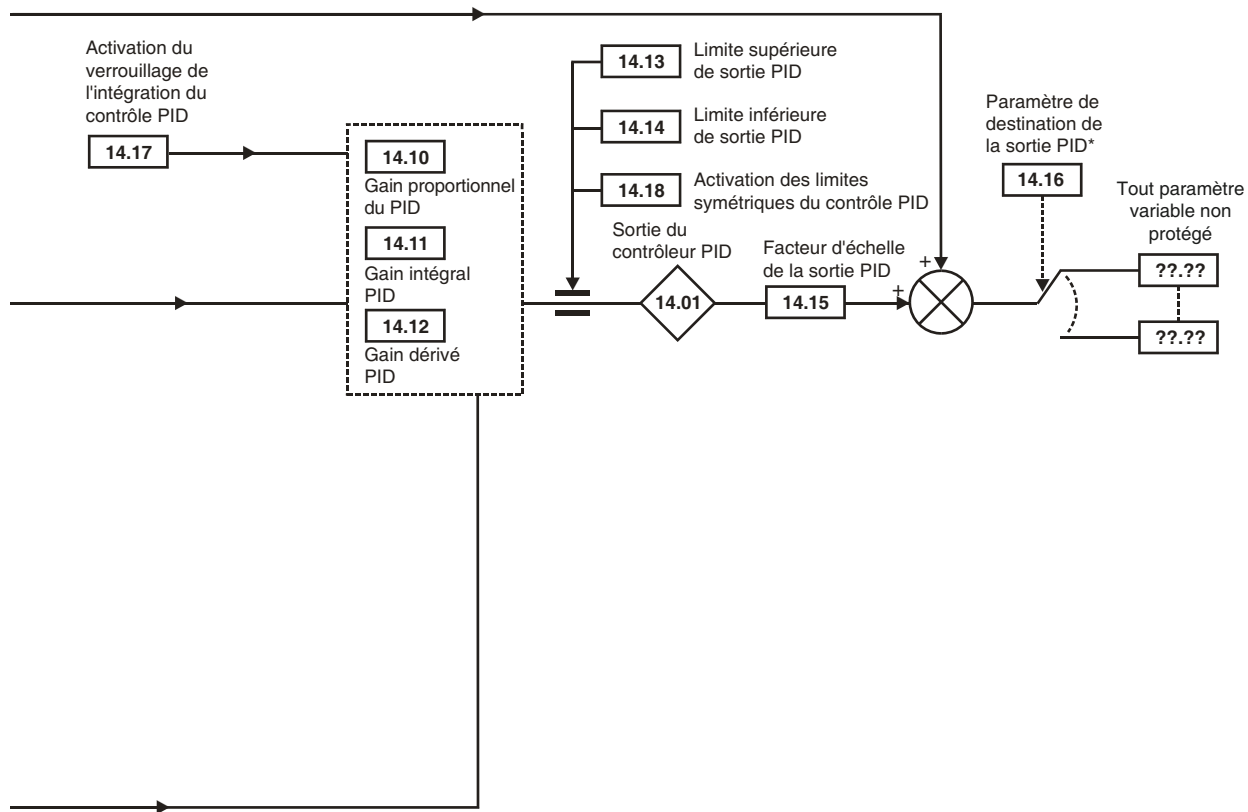 Activation du
verrouillage de
l'intégration du
contrôle PID
14.17
14.10
Gain proportionnel
du PID
14.11
Gain intégral
PID
14.12
Gain dérivé
PID
14.13
Limite supérieure
de sortie PID
14.14
Limite inférieure
de sortie PID
14.18
Activation des limites
symétriques du contrôle PID
Sortie du
contrôleur PID
14.01
Facteur d'échelle
de la sortie PID
14.15
+
+
Paramètre de
destination de
la sortie PID*
14.16
Tout paramètre
variable non
protégé
??.??
??.??